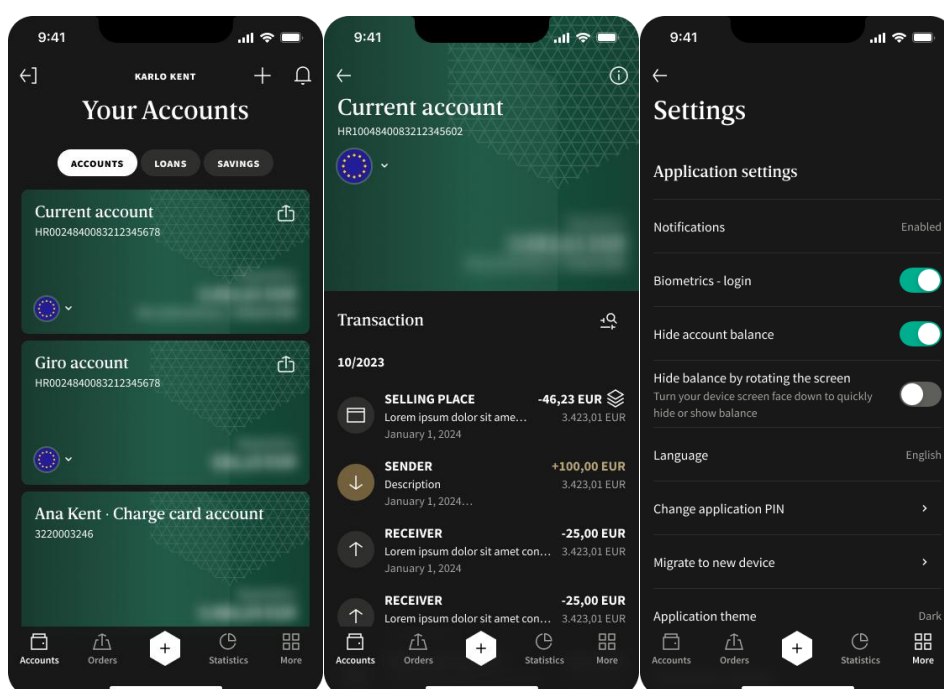 9:41
KARLO KENT
Your Accounts
ACCOUNTS LOANS SAVINGS
Current account
HR0024840083212345678
Giro account
HR0024840083212345678
Ana Kent · Charge card account
3220003246
Accounts Orders Statistics More
9:41
Current account
HR1004840083212345602
Transaction
10/2023
SELLING PLACE -46,23 EUR
Lorem ipsum dolor sit ame... 3.423,01 EUR
January 1, 2024
SENDER +100,00 EUR
Description 3.423,01 EUR
January 1, 2024...
RECEIVER -25,00 EUR
Lorem ipsum dolor sit amet con... 3.423,01 EUR
January 1, 2024
RECEIVER -25,00 EUR
Lorem ipsum dolor sit amet con... 3.423,01 EUR
Accounts Orders Statistics More
9:41
Settings
Application settings
Notifications Enabled
Biometrics - login
Hide account balance
Hide balance by rotating the screen
Turn your device screen face down to quickly
hide or show balance
Language English
Change application PIN
Migrate to new device
Application theme Dark
Accounts Orders Statistics More